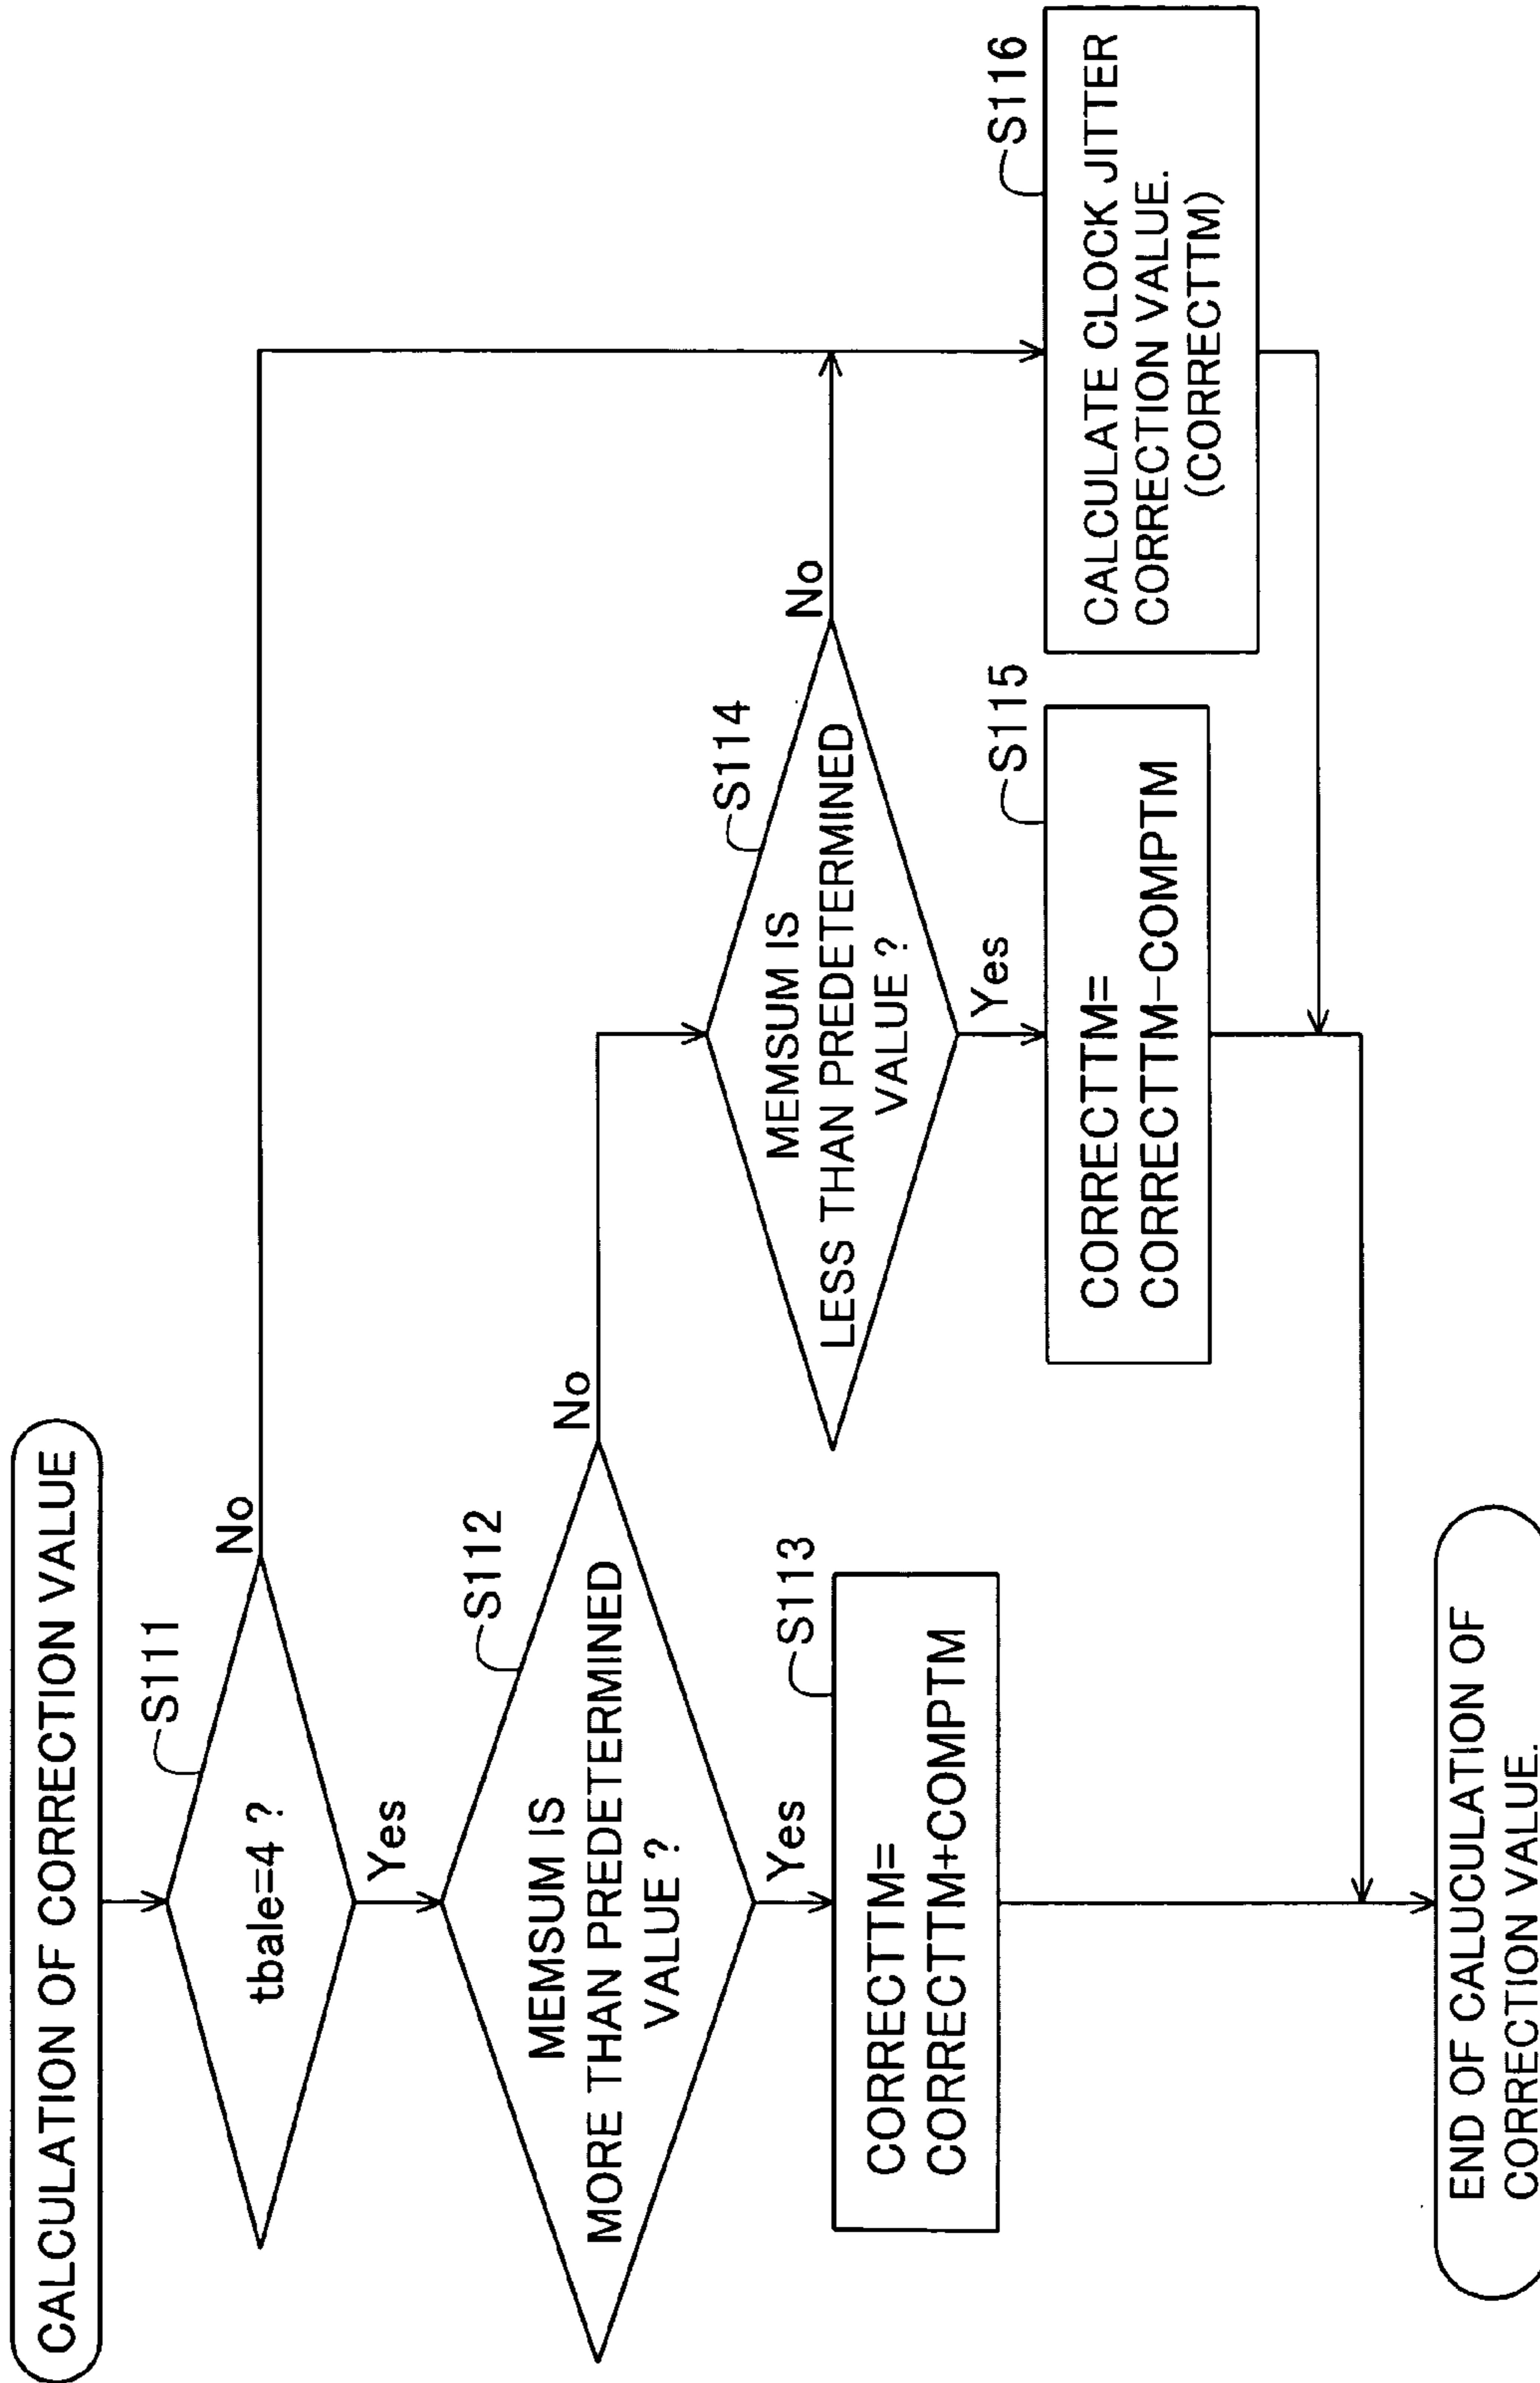 CALCULATION OF CORRECTION VALUE
S111
tbale=4 ?
No
Yes
S112
MEMSUM IS
MORE THAN PREDETERMINED
VALUE ?
No
Yes
S113
CORRECTTM=
CORRECTTM+COMPTM
S114
MEMSUM IS
LESS THAN PREDETERMINED
VALUE ?
No
Yes
S115
CORRECTTM=
CORRECTTM-COMPTM
S116
CALCULATE CLOCK JITTER
CORRECTION VALUE.
(CORRECTTM)
END OF CALUCULATION OF
CORRECTION VALUE.